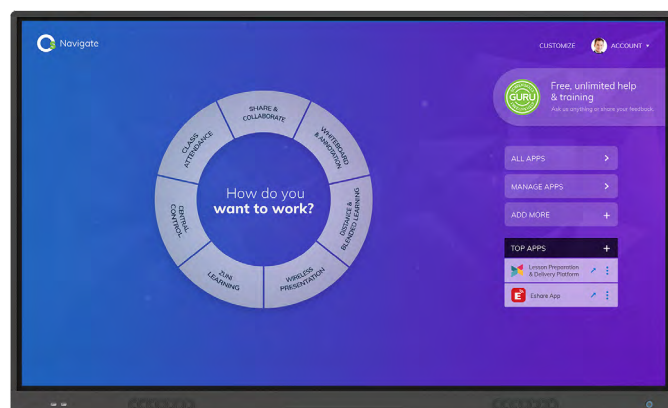 Navigate
CUSTOMIZE
ACCOUNT
GURU
Free, unlimited help
& training
Ask us anything or share your feedback.
SHARE &
COLLABORATE
WHITEBOARD
& ANNOTATION
DISTANCE &
BLENDED LEARNING
WIRELESS
PRESENTATION
ZUNI
LEARNING
CENTRAL
CONTROL
CLASS
ATTENDANCE
How do you
want to work?
ALL APPS
MANAGE APPS
ADD MORE
TOP APPS
Lesson Preparation
& Delivery Platform
Eshare App